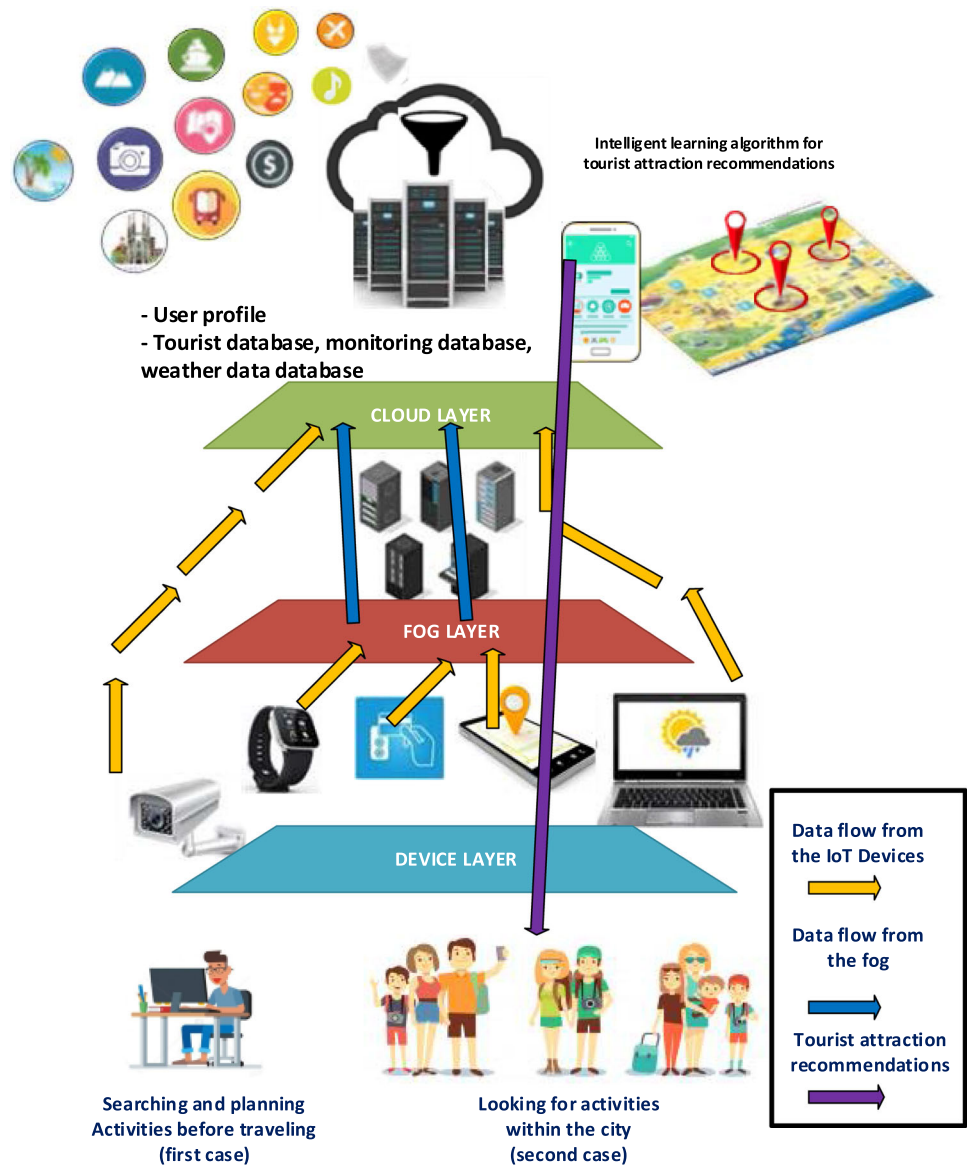 Intelligent learning algorithm for
tourist attraction recommendations
- User profile
- Tourist database, monitoring database,
weather data database
CLOUD LAYER
FOG LAYER
DEVICE LAYER
Data flow from
the IoT Devices
Data flow from
the fog
Tourist attraction
recommendations
Searching and planning
Activities before traveling
(first case)
Looking for activities
within the city
(second case)